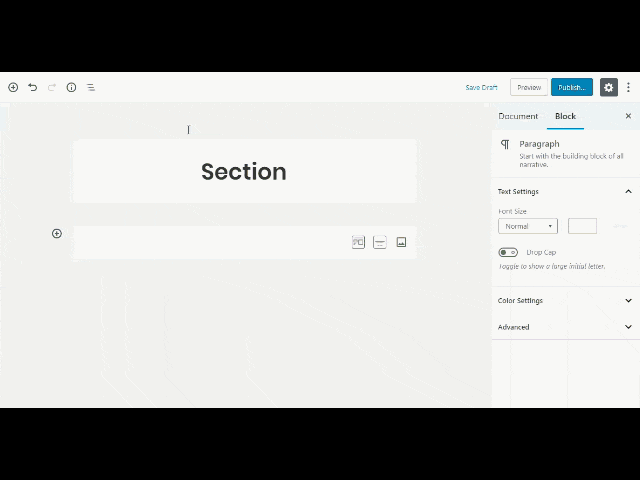 Save Draft
Preview
Publish...
Document
Block
Paragraph
Start with the building block of all
narrative.
Section
Text Settings
Font Size
Normal
Drop Cap
Toggle to show a large initial letter.
Color Settings
Advanced